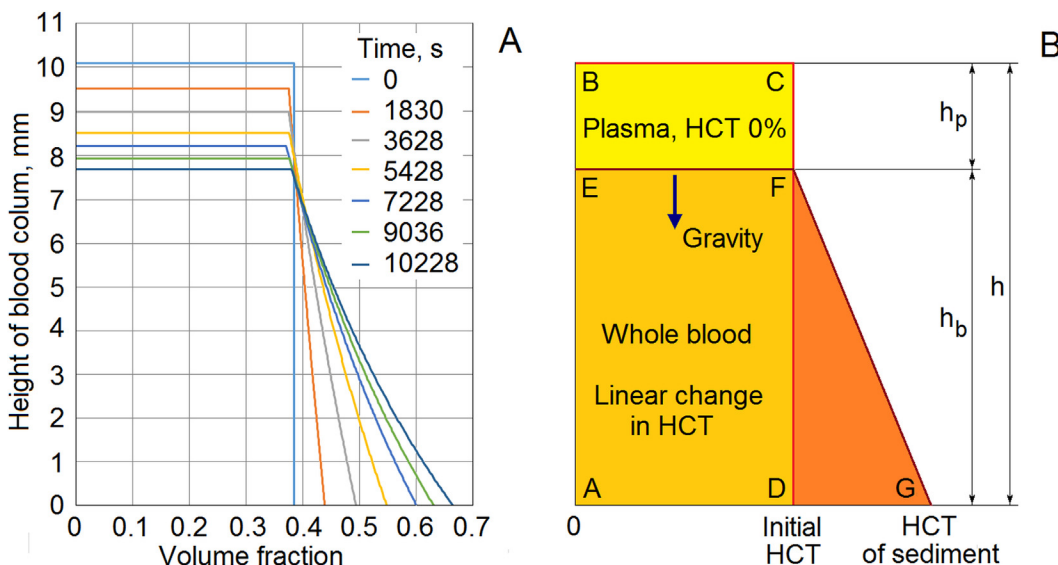 A
Time, s
0
1830
3628
5428
7228
9036
10228
11
10
9
8
7
6
5
4
3
2
1
0
Height of blood colum, mm
0 0.1 0.2 0.3 0.4 0.5 0.6 0.7
Volume fraction
B
B C
Plasma, HCT 0%
E F
Gravity
Whole blood
Linear change
in HCT
A D G
hp
hb
h
0 Initial HCT
HCT of sediment